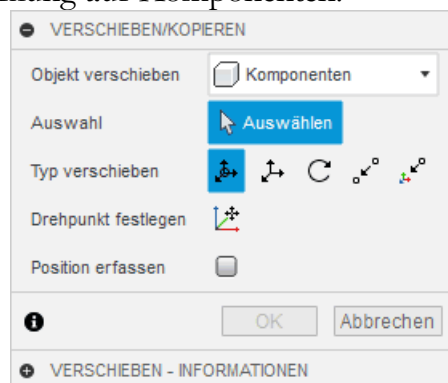 VERSCHIEBEN/KOPIEREN
Objekt verschieben Komponenten
Auswahl Auswählen
Typ verschieben
Drehpunkt festlegen
Position erfassen
OK Abbrechen
VERSCHIEBEN - INFORMATIONEN